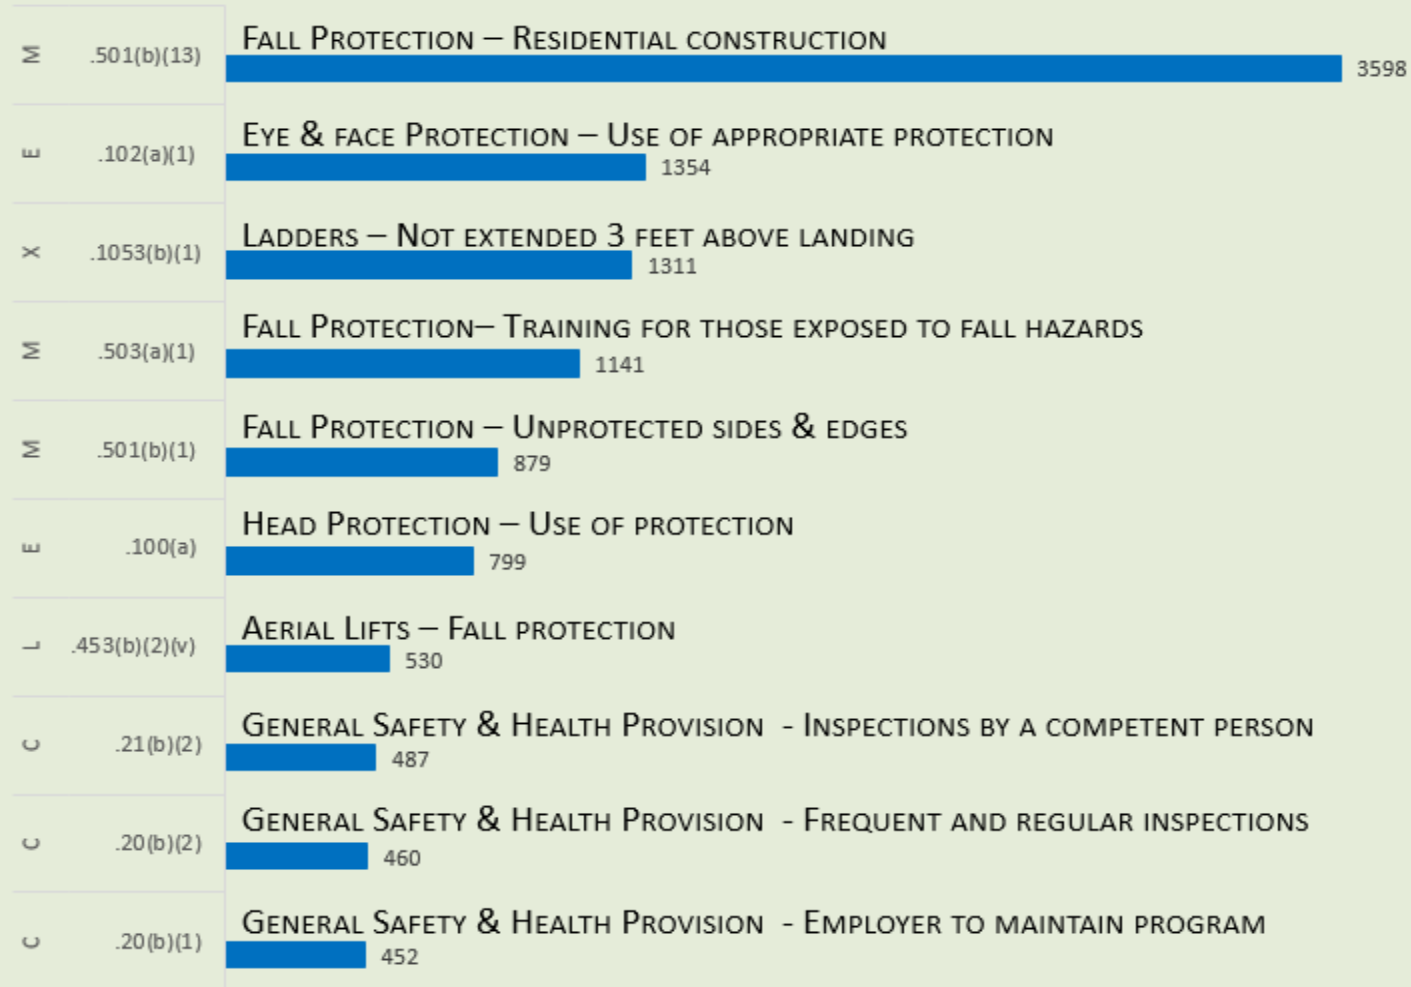 M .501(b)(13) Fall Protection – Residential construction
3598
E .102(a)(1) Eye & face Protection – Use of appropriate protection
1354
X .1053(b)(1) Ladders – Not extended 3 feet above landing
1311
M .503(a)(1) Fall Protection– Training for those exposed to fall hazards
1141
M .501(b)(1) Fall Protection – Unprotected sides & edges
879
E .100(a) Head Protection – Use of protection
799
L .453(b)(2)(v) Aerial Lifts – Fall protection
530
C .21(b)(2) General Safety & Health Provision - Inspections by a competent person
487
C .20(b)(2) General Safety & Health Provision - Frequent and regular inspections
460
C .20(b)(1) General Safety & Health Provision - Employer to maintain program
452